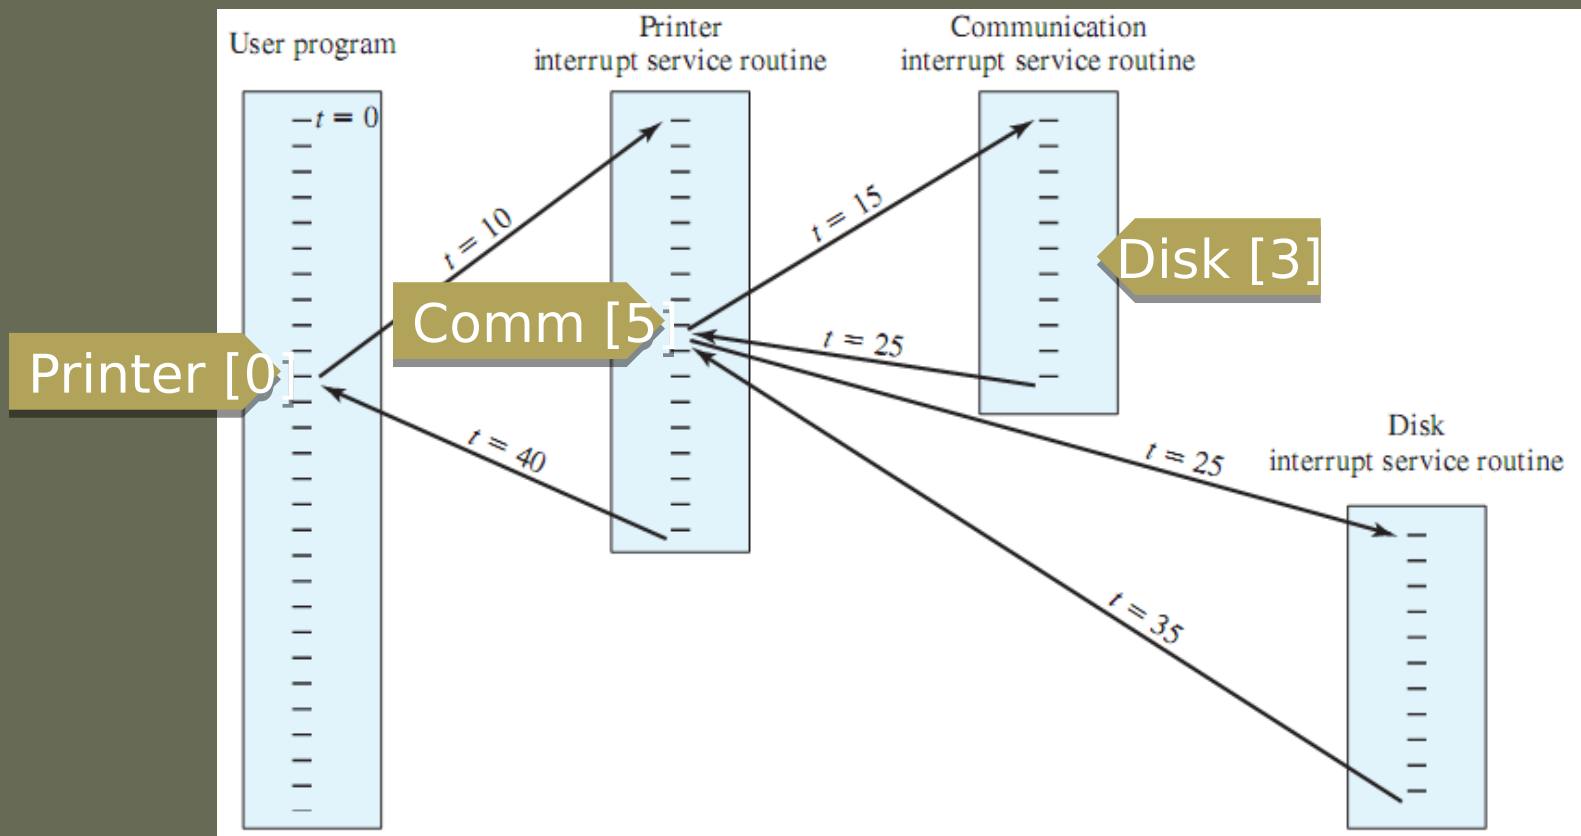 User program
Printer
interrupt service routine
Communication
interrupt service routine
t = 0
t = 10
t = 15
Disk [3]
Comm [5]
t = 25
Printer [0]
t = 40
t = 25
Disk
interrupt service routine
t = 35